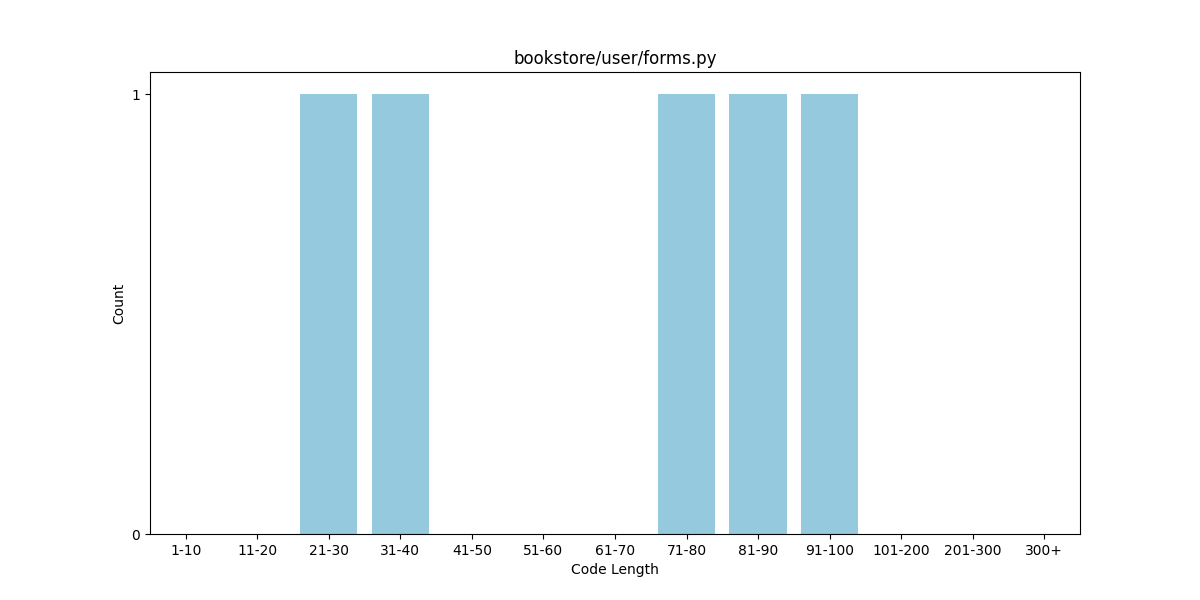 bookstore/user/forms.py
Count
1
0
1-10 11-20 21-30 31-40 41-50 51-60 61-70 71-80 81-90 91-100 101-200 201-300 300+
Code Length